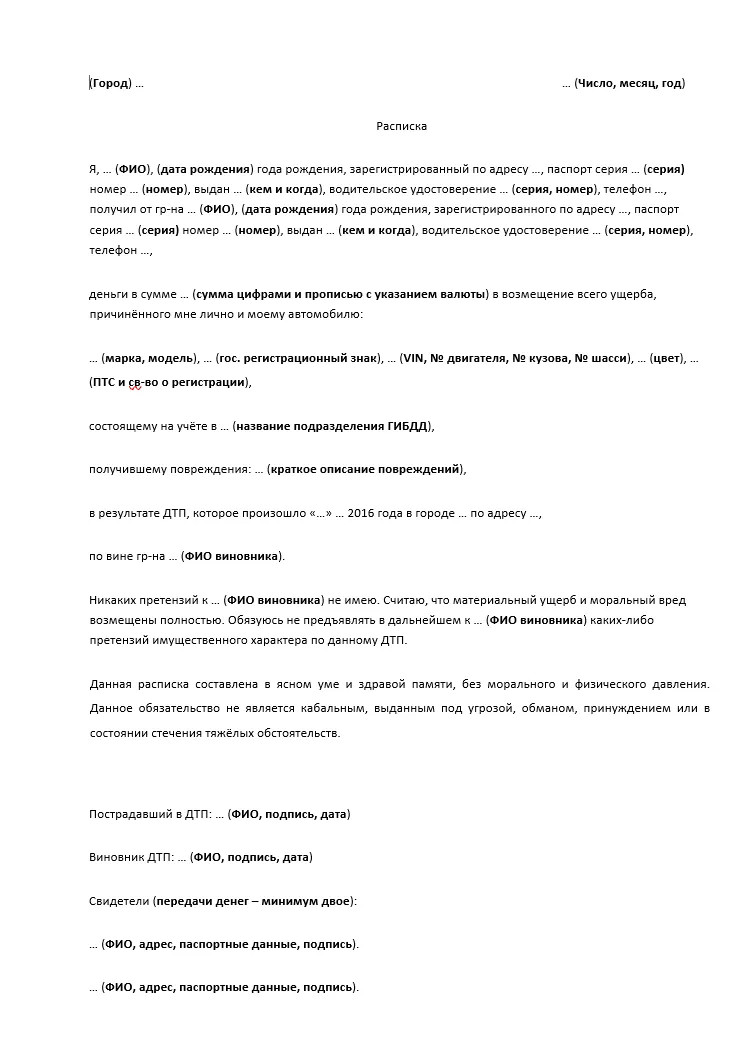 (Город) … … (Число, месяц, год)
Расписка
Я, … (ФИО), (дата рождения) года рождения, зарегистрированный по адресу …, паспорт серия … (серия)
номер … (номер), выдан … (кем и когда), водительское удостоверение … (серия, номер), телефон …,
получил от гр-на … (ФИО), (дата рождения) года рождения, зарегистрированного по адресу …, паспорт
серия … (серия) номер … (номер), выдан … (кем и когда), водительское удостоверение … (серия, номер),
телефон …,
деньги в сумме … (сумма цифрами и прописью с указанием валюты) в возмещение всего ущерба,
причинённого мне лично и моему автомобилю:
… (марка, модель), … (гос. регистрационный знак), … (VIN, № двигателя, № кузова, № шасси), … (цвет), …
(ПТС и св-во о регистрации),
состоящему на учёте в … (название подразделения ГИБДД),
получившему повреждения: … (краткое описание повреждений),
в результате ДТП, которое произошло «…» … 2016 года в городе … по адресу …,
по вине гр-на … (ФИО виновника).
Никаких претензий к … (ФИО виновника) не имею. Считаю, что материальный ущерб и моральный вред
возмещены полностью. Обязуюсь не предъявлять в дальнейшем к … (ФИО виновника) каких-либо
претензий имущественного характера по данному ДТП.
Данная расписка составлена в ясном уме и здравой памяти, без морального и физического давления.
Данное обязательство не является кабальным, выданным под угрозой, обманом, принуждением или в
состоянии стечения тяжёлых обстоятельств.
Пострадавший в ДТП: … (ФИО, подпись, дата)
Виновник ДТП: … (ФИО, подпись, дата)
Свидетели (передачи денег – минимум двое):
… (ФИО, адрес, паспортные данные, подпись).
… (ФИО, адрес, паспортные данные, подпись).